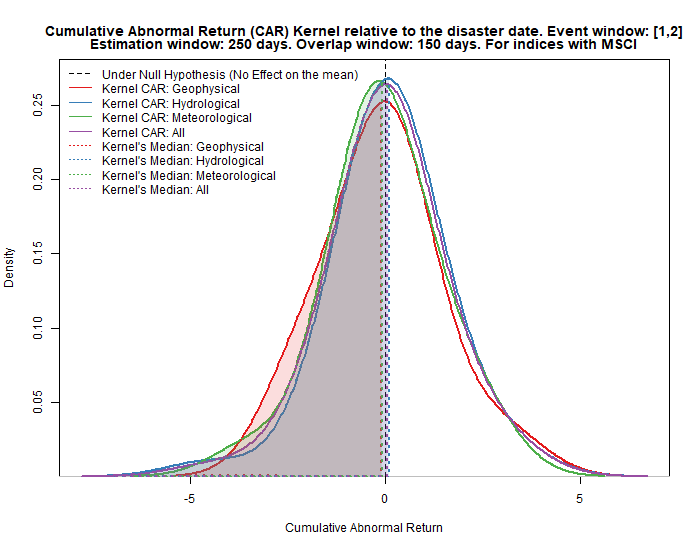 Cumulative Abnormal Return (CAR) Kernel relative to the disaster date. Event window: [1,2]
Estimation window: 250 days. Overlap window: 150 days. For indices with MSCI
Under Null Hypothesis (No Effect on the mean)
Kernel CAR: Geophysical
Kernel CAR: Hydrological
Kernel CAR: Meteorological
Kernel CAR: All
Kernel's Median: Geophysical
Kernel's Median: Hydrological
Kernel's Median: Meteorological
Kernel's Median: All
Density
0.25
0.20
0.15
0.10
0.05
-5 0 5
Cumulative Abnormal Return